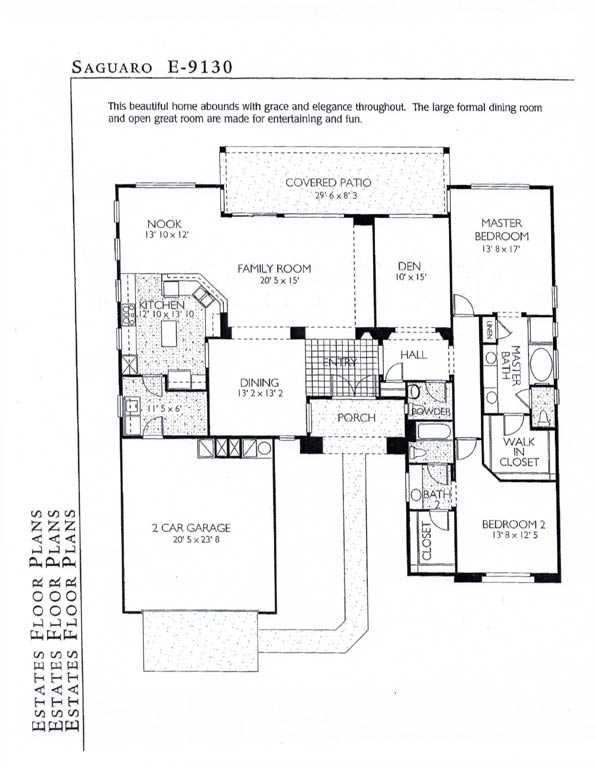 SAGUARO E-9130
This beautiful home abounds with grace and elegance throughout. The large formal dining room
and open great room are made for entertaining and fun.
COVERED PATIO
29' 6 x 8' 3
NOOK
13' 10 x 12'
MASTER
BEDROOM
13' 8 x 17'
FAMILY ROOM
20' 5 x 15'
DEN
10' x 15'
KITCHEN
12' 10 x 13' 10
LINEN
MASTER
BATH
ENTRY
HALL
DINING
13' 2 x 13' 2
11' 5 x 6'
PORCH
POWDER
WALK
IN
CLOSET
BATH
2
2 CAR GARAGE
20' 5 x 23' 8
CLOSET
BEDROOM 2
13' 8 x 12' 5
ESTATES FLOOR PLANS
ESTATES FLOOR PLANS
ESTATES FLOOR PLANS